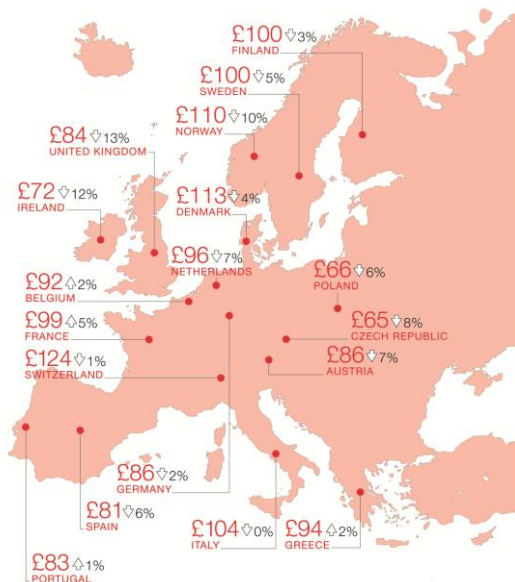 £100 ⇩3%
FINLAND
£100 ⇩5%
SWEDEN
£110 ⇩10%
NORWAY
£84 ⇩13%
UNITED KINGDOM
£72 ⇩12%
IRELAND
£113 ⇩4%
DENMARK
£96 ⇩7%
NETHERLANDS
£92 ⇧2%
BELGIUM
£66 ⇩6%
POLAND
£99 ⇧5%
FRANCE
£65 ⇩8%
CZECH REPUBLIC
£124 ⇩1%
SWITZERLAND
£86 ⇩7%
AUSTRIA
£86 ⇩2%
GERMANY
£81 ⇩6%
SPAIN
£104 ⇩0%
ITALY
£94 ⇧2%
GREECE
£83 ⇧1%
PORTUGAL